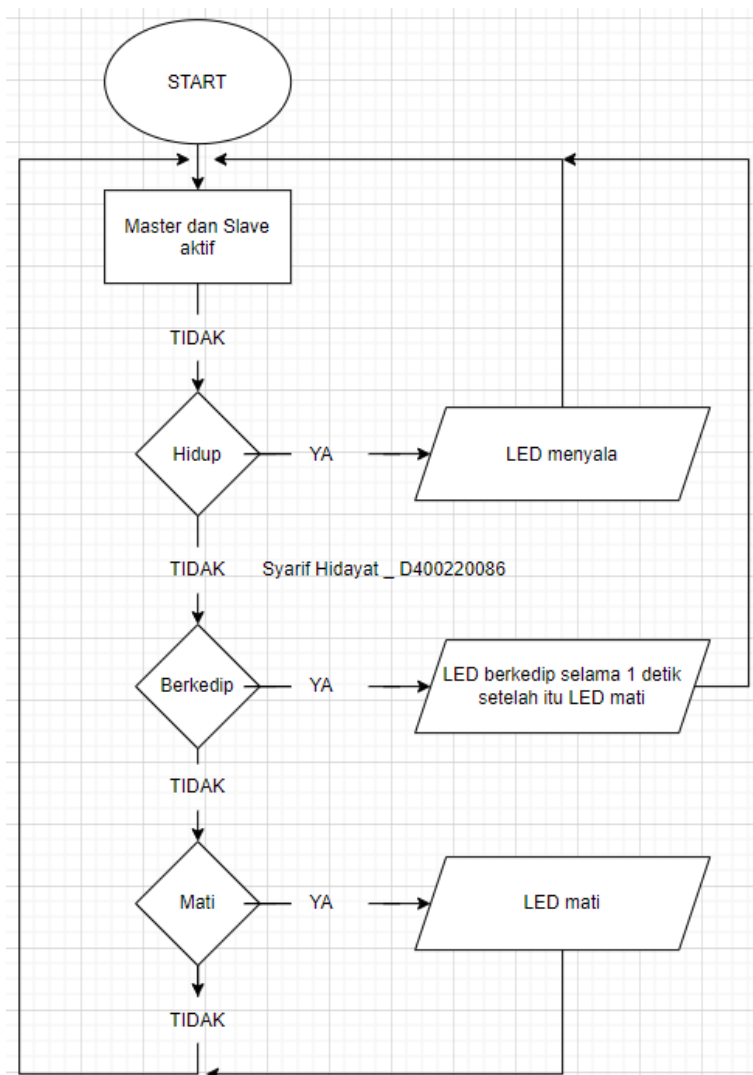 START
Master dan Slave
aktif
TIDAK
Hidup
YA
LED menyala
TIDAK
Syarif Hidayat _ D400220086
Berkedip
YA
LED berkedip selama 1 detik
setelah itu LED mati
TIDAK
Mati
YA
LED mati
TIDAK